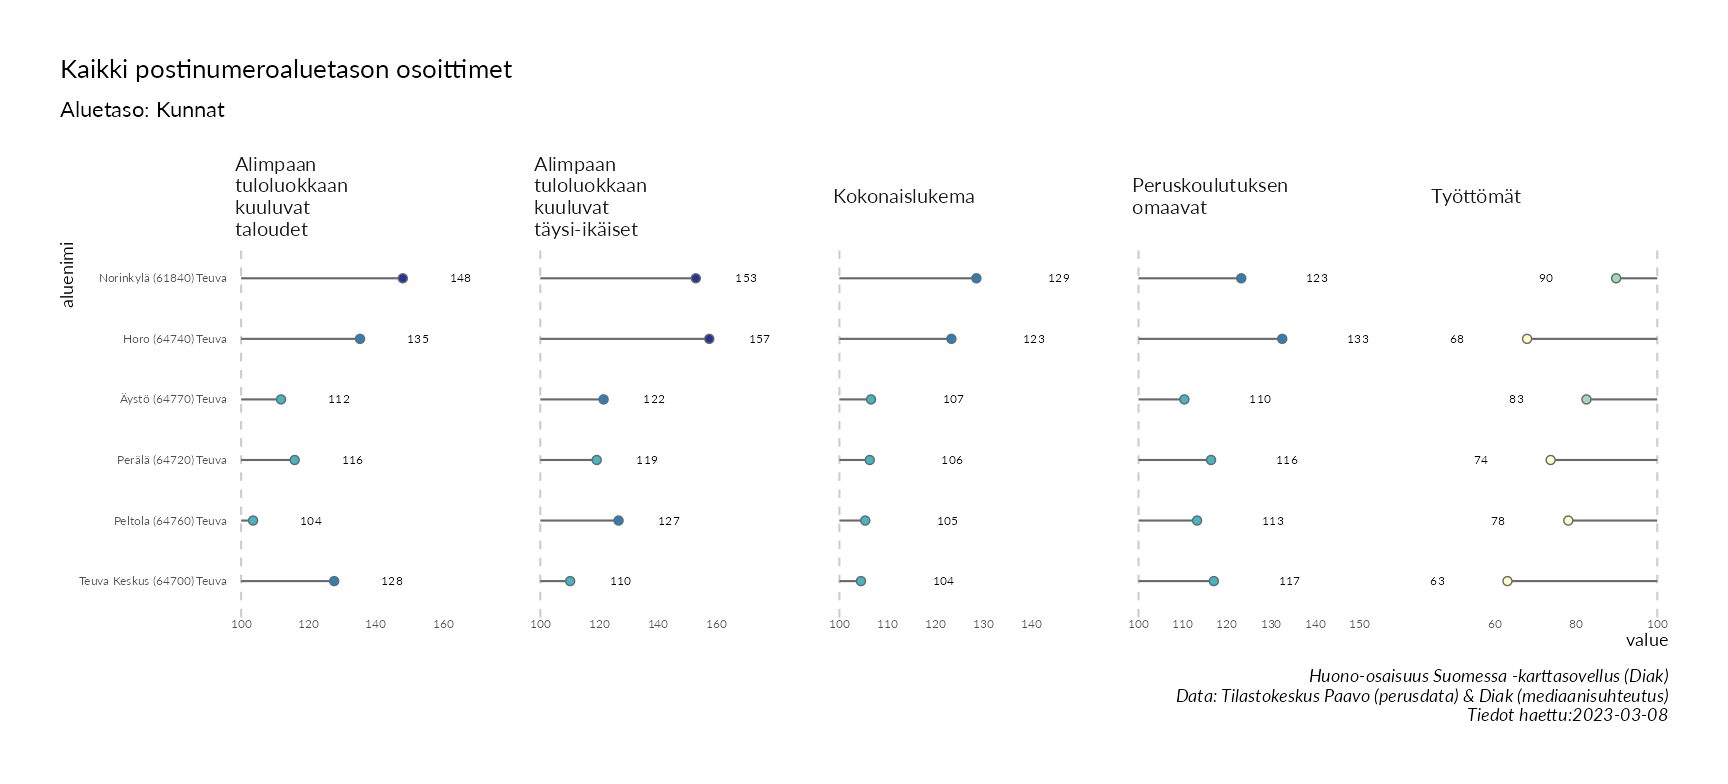 Kaikki postinumeroaluetason osoittimet
Aluetaso: Kunnat
Alimpaan
tuloluokkaan
kuuluvat
taloudet
Alimpaan
tuloluokkaan
kuuluvat
täysi-ikäiset
Kokonaislukema
Peruskoulutuksen
omaavat
Työttömät
aluenimi
Norinkylä (61840) Teuva 148 153 129 123 90
Horo (64740) Teuva 135 157 123 133 68
Äystö (64770) Teuva 112 122 107 110 83
Perälä (64720) Teuva 116 119 106 116 74
Peltola (64760) Teuva 104 127 105 113 78
Teuva Keskus (64700) Teuva 128 110 104 117 63
100 120 140 160 100 120 140 160 100 110 120 130 140 100 110 120 130 140 150 60 80 100
value
Huono-osaisuus Suomessa -karttasovellus (Diak)
Data: Tilastokeskus Paavo (perusdata) & Diak (mediaanisuhteutus)
Tiedot haettu:2023-03-08